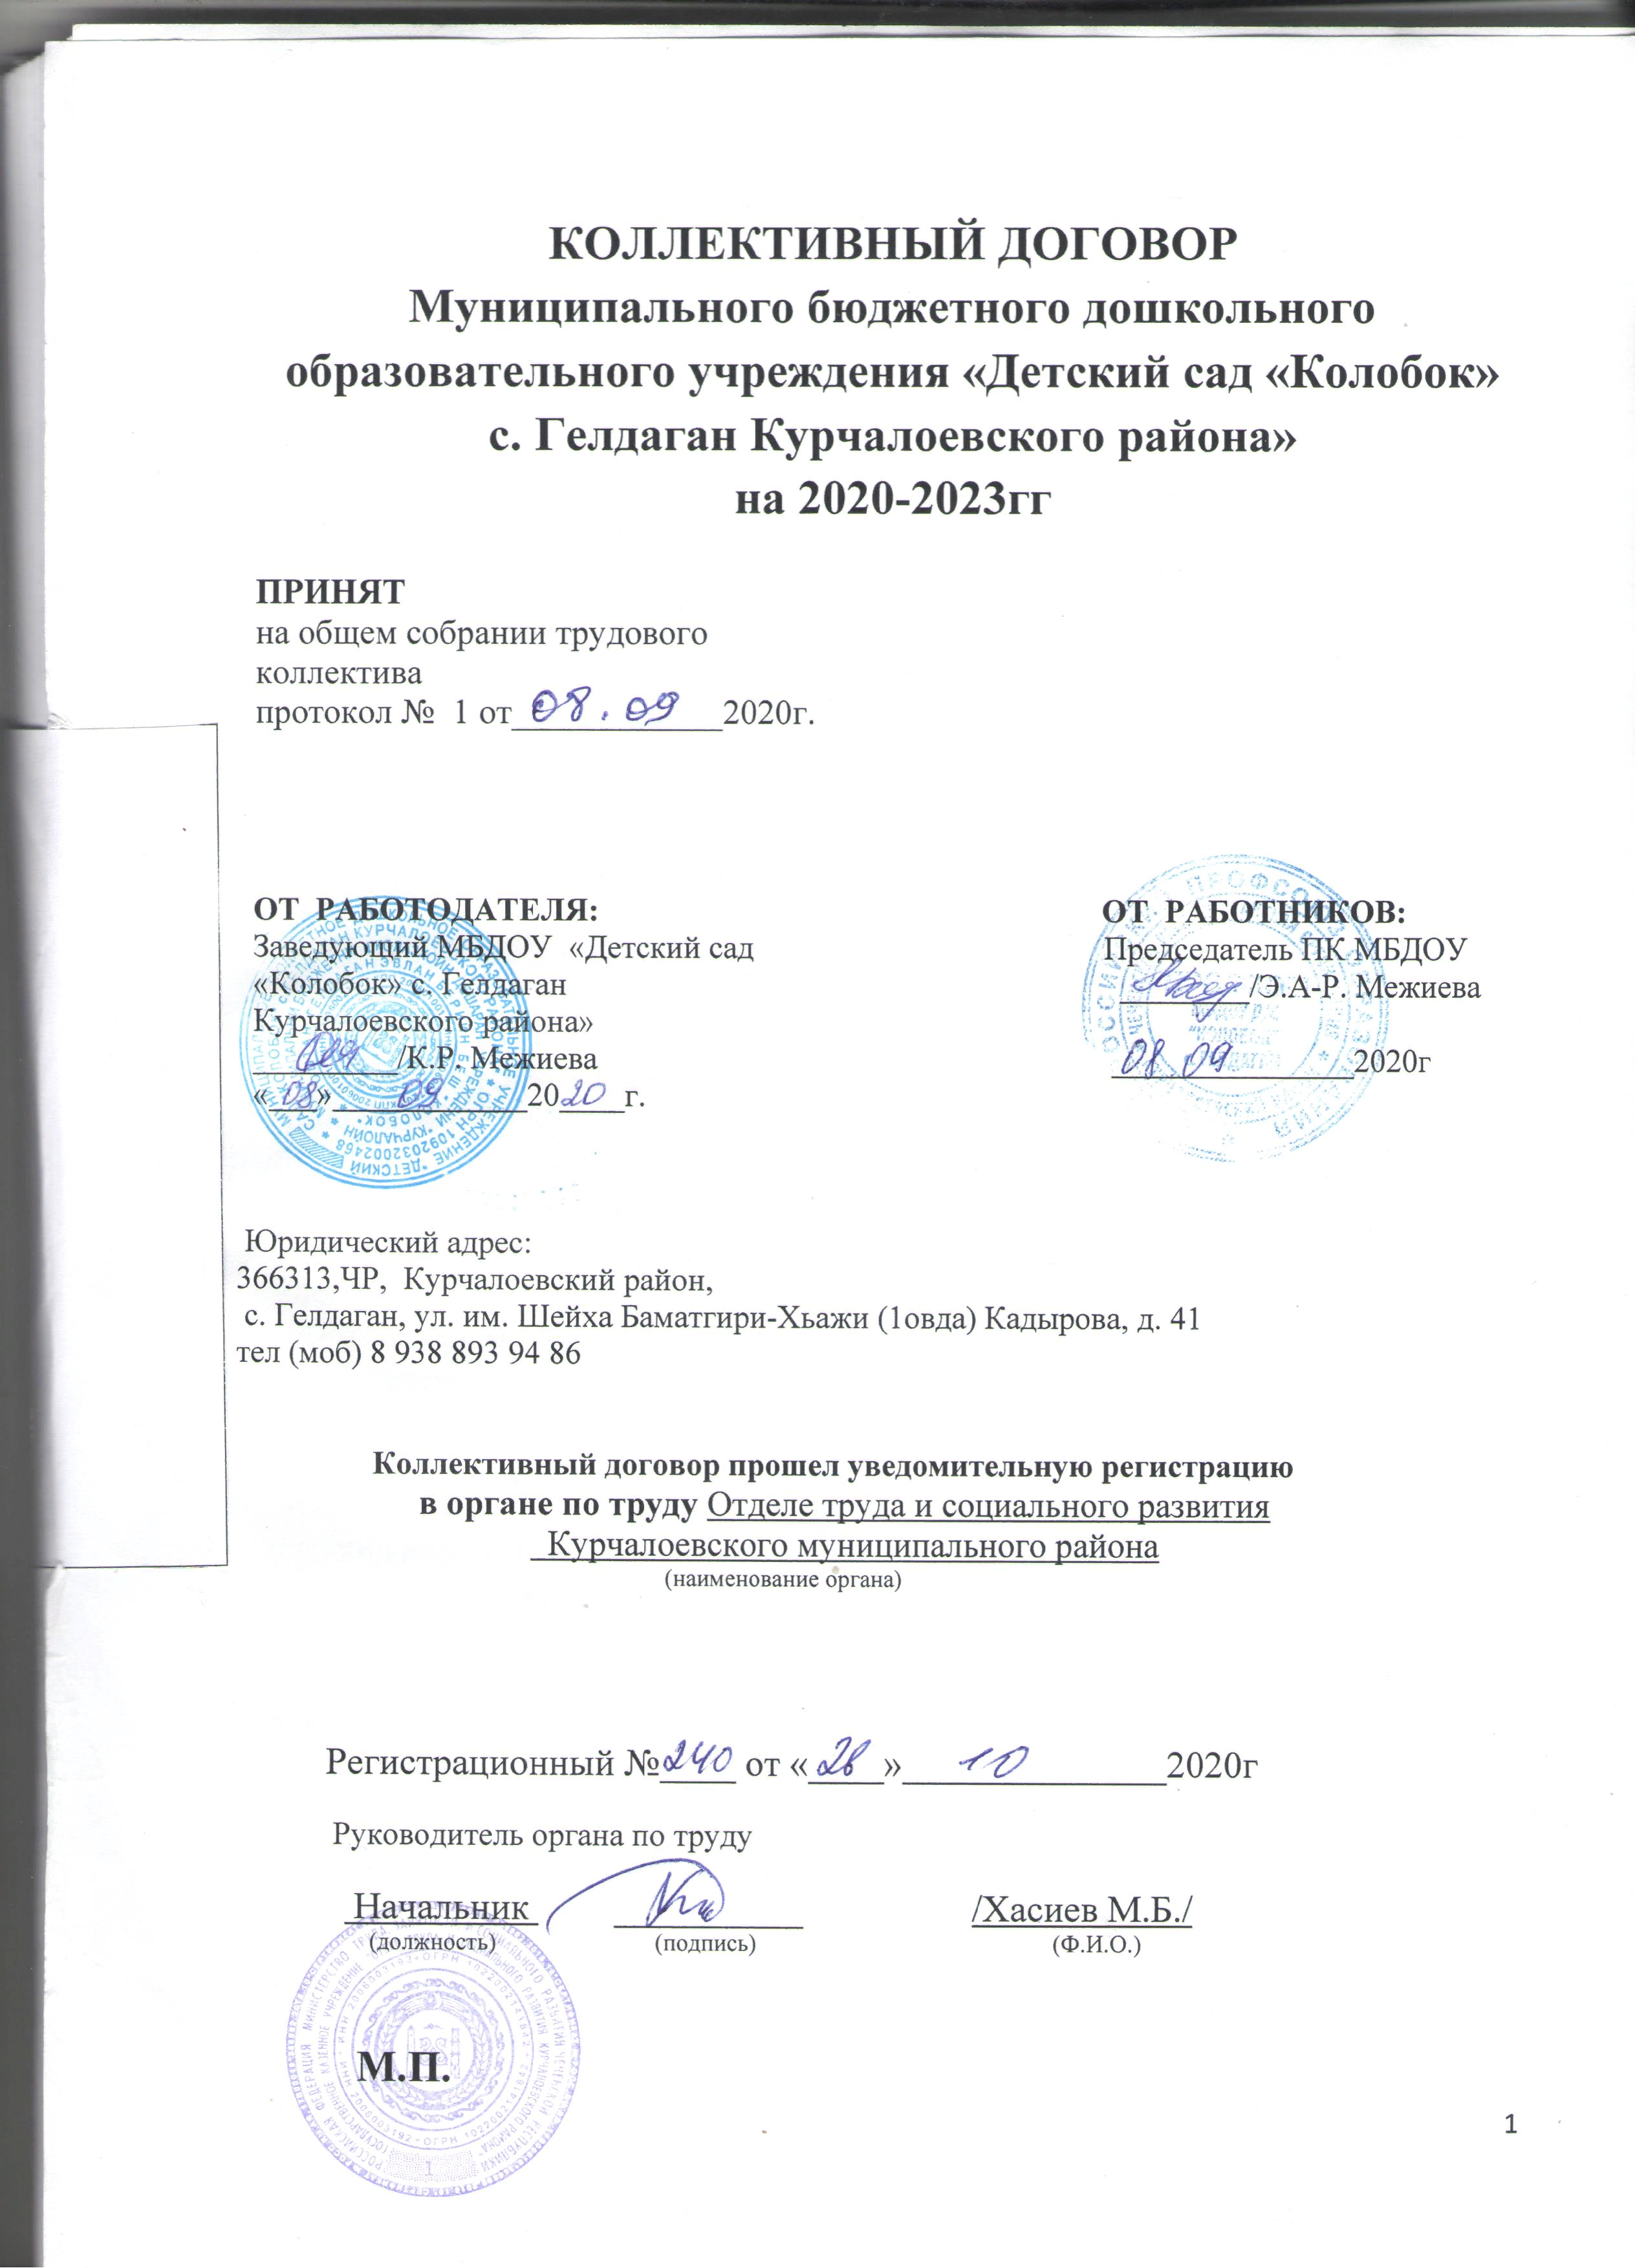 КОЛЛЕКТИВНЫЙ ДОГОВОР
Муниципального бюджетного дошкольного
образовательного учреждения «Детский сад «Колобок»
с. Гелдаган Курчалоевского района»
на 2020-2023гг
ПРИНЯТ
на общем собрании трудового
коллектива
протокол № 1 от 08.09 2020г.
ОТ РАБОТОДАТЕЛЯ:
Заведующий МБДОУ «Детский сад
«Колобок» с. Гелдаган
Курчалоевского района»
/К.Р. Межиева
«08» 09 2020 г.
ОТ РАБОТНИКОВ:
Председатель ПК МБДОУ
/Э.А-Р. Межиева
08 09 2020г
Юридический адрес:
366313,ЧР, Курчалоевский район,
с. Гелдаган, ул. им. Шейха Баматгири-Хьажи (1овда) Кадырова, д. 41
тел (моб) 8 938 893 94 86
Коллективный договор прошел уведомительную регистрацию
в органе по труду Отделе труда и социального развития
Курчалоевского муниципального района
(наименование органа)
Регистрационный № 240 от « » 10 2020г
Руководитель органа по труду
Начальник /Хасиев М.Б./
(должность) (подпись) (Ф.И.О.)
М.П.
1